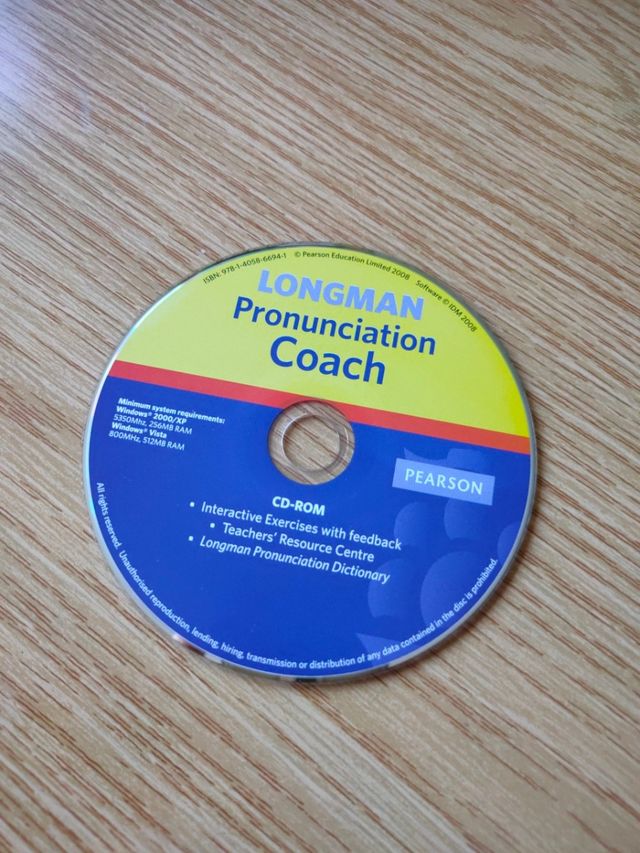 ISBN: 978-1-4058-6694-1 © Pearson Education Limited 2008 Software © IDM 2008
LONGMAN
Pronunciation
Coach
Minimum system requirements:
Windows® 2000/XP
5350Mhz, 256MB RAM
Windows® Vista
800MHz, 512MB RAM
PEARSON
CD-ROM
• Interactive Exercises with feedback
• Teachers' Resource Centre
• Longman Pronunciation Dictionary
All rights reserved. Unauthorised reproduction, lending, hiring, transmission or distribution of any data contained in the disc is prohibited.